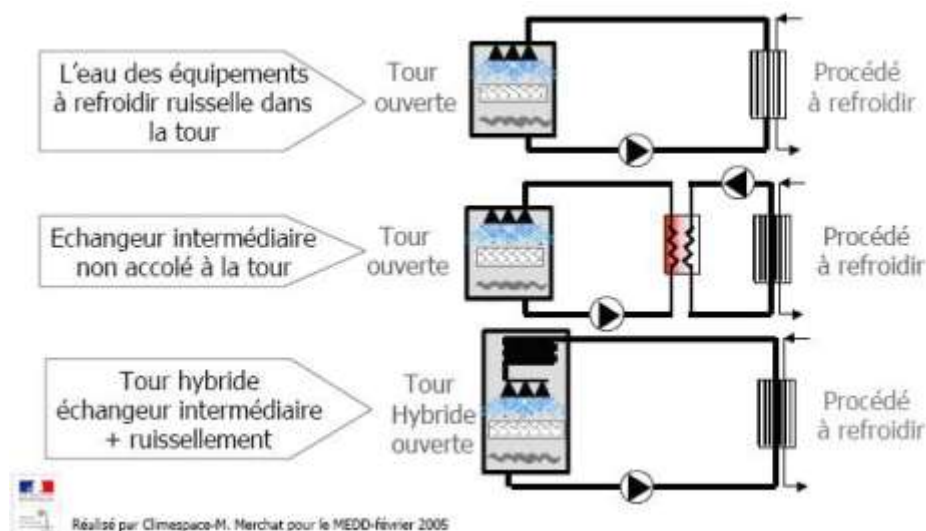 L'eau des équipements
à refroidir ruisselle dans
la tour
Tour
ouverte
Procédé
à refroidir
Echangeur intermédiaire
non accolé à la tour
Tour
ouverte
Procédé
à refroidir
Tour hybride
échangeur intermédiaire
+ ruissellement
Tour
Hybride
ouverte
Procédé
à refroidir
Réalisé par Climespace-M. Merchat pour le MEDD-février 2005